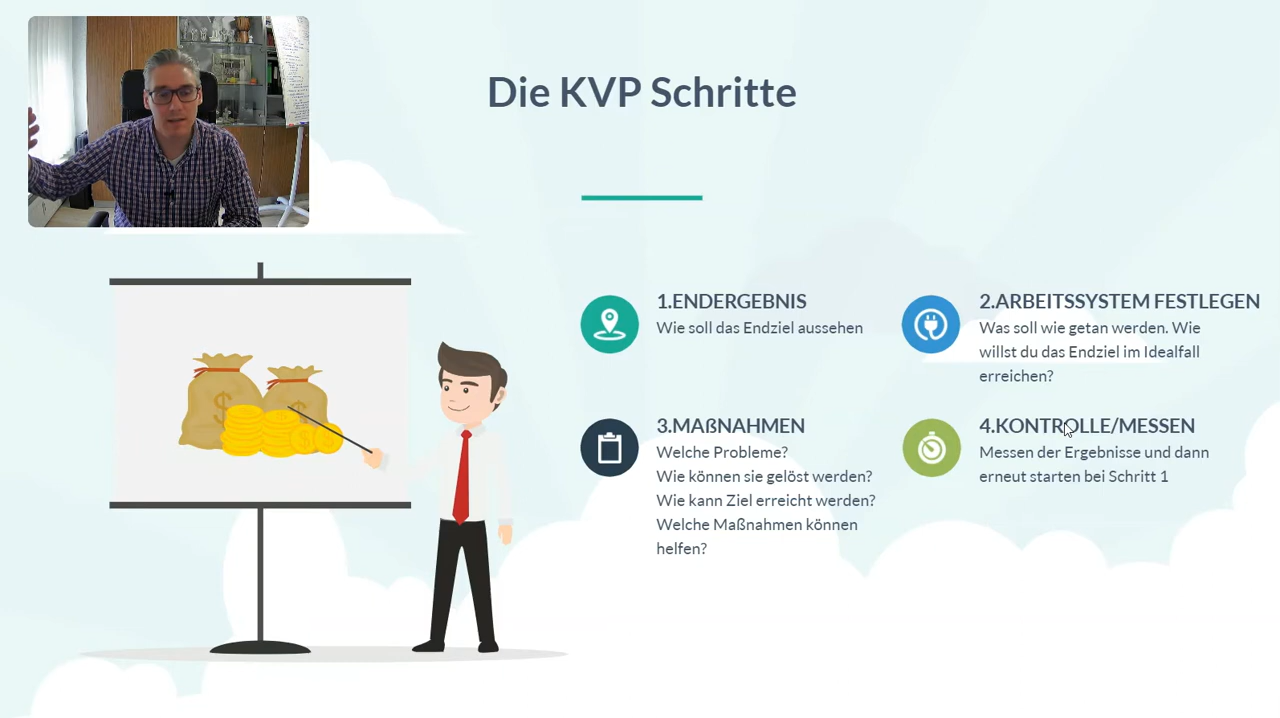 Die KVP Schritte
1.ENDERGEBNIS
Wie soll das Endziel aussehen
2.ARBEITSSYSTEM FESTLEGEN
Was soll wie getan werden. Wie
willst du das Endziel im Idealfall
erreichen?
3.MAßNAHMEN
Welche Probleme?
Wie können sie gelöst werden?
Wie kann Ziel erreicht werden?
Welche Maßnahmen können
helfen?
4.KONTROLLE/MESSEN
Messen der Ergebnisse und dann
erneut starten bei Schritt 1